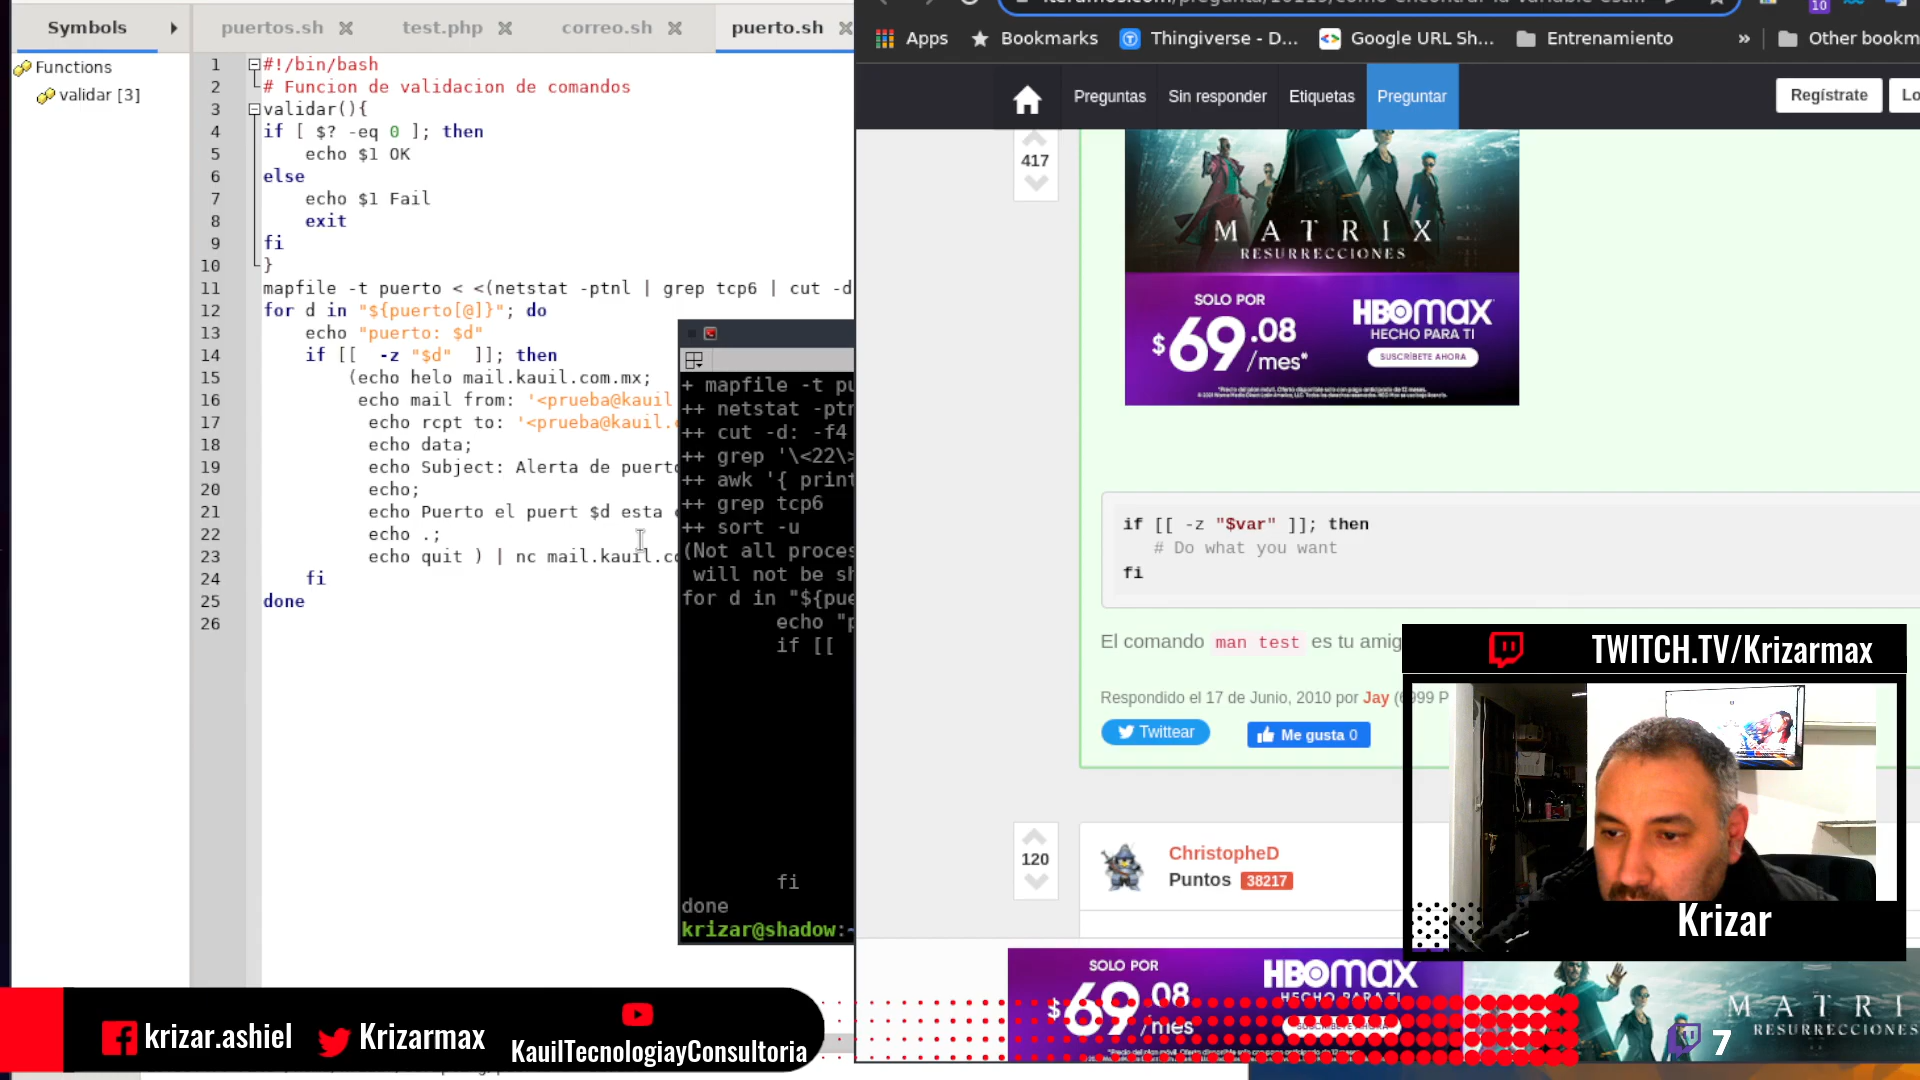 Symbols
puertos.sh
test.php
correo.sh
puerto.sh
Functions
validar [3]
1 #!/bin/bash
2 # Funcion de validacion de comandos
3 validar(){
4 if [ $? -eq 0 ]; then
5 echo $1 OK
6 else
7 echo $1 Fail
8 exit
9 fi
10 }
11 mapfile -t puerto < <(netstat -ptnl | grep tcp6 | cut -d
12 for d in "${puerto[@]}"; do
13 echo "puerto: $d"
14 if [[ -z "$d" ]]; then
15 (echo helo mail.kauil.com.mx;
16 echo mail from: '<prueba@kauil
17 echo rcpt to: '<prueba@kauil.
18 echo data;
19 echo Subject: Alerta de puert
20 echo;
21 echo Puerto el puert $d esta
22 echo .;
23 echo quit ) | nc mail.kauil.co
24 fi
25 done
26
+ mapfile -t pu
++ netstat -ptn
++ cut -d: -f4
++ grep '\<22\>
++ awk '{ print
++ grep tcp6
++ sort -u
(Not all proces
will not be sh
for d in "${pue
echo "p
if [[
fi
done
krizar@shadow:~
10
Apps
Bookmarks
Thingiverse - D...
Google URL Sh...
Entrenamiento
»
Other bookm
Preguntas
Sin responder
Etiquetas
Preguntar
Regístrate
Lo
417
MATRIX
RESURRECCIONES
SOLO POR
$69.08
/mes*
HBOMAX
HECHO PARA TI
SUSCRÍBETE AHORA
if [[ -z "$var" ]]; then
# Do what you want
fi
El comando man test es tu amig
Respondido el 17 de Junio, 2010 por Jay (6999 P
Twittear
Me gusta 0
120
ChristopheD
Puntos 38217
TWITCH.TV/Krizarmax
Krizar
SOLO POR
$69.08
/mes
HBOMAX
HECHO PARA TI
SUSCRÍBETE AHORA
MATRI
RESURRECCIONES
krizar.ashiel
Krizarmax
KauilTecnologiayConsultoria
7